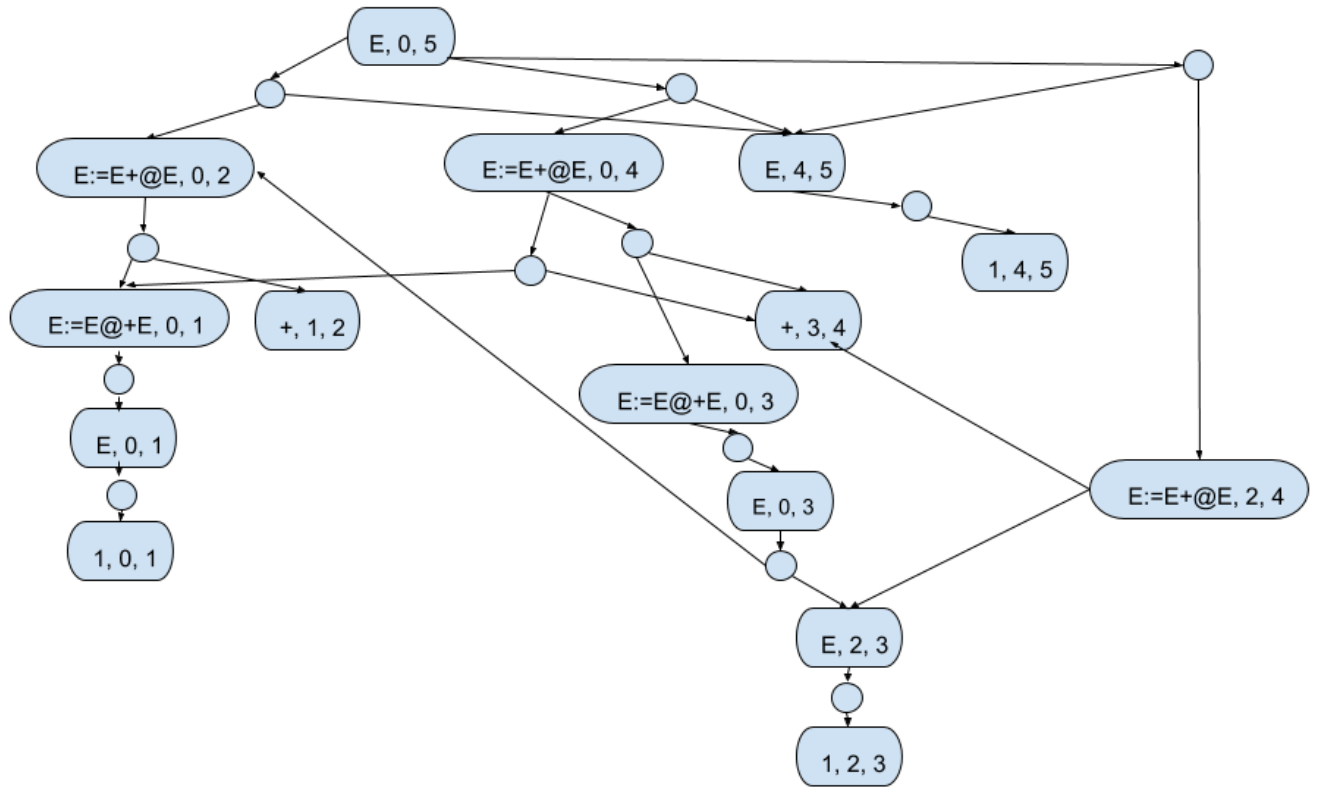 E, 0, 5
E:=E+@E, 0, 2
E:=E+@E, 0, 4
E, 4, 5
1, 4, 5
E:=E@+E, 0, 1
+, 1, 2
+, 3, 4
E:=E@+E, 0, 3
E, 0, 1
E, 0, 3
E:=E+@E, 2, 4
1, 0, 1
E, 2, 3
1, 2, 3